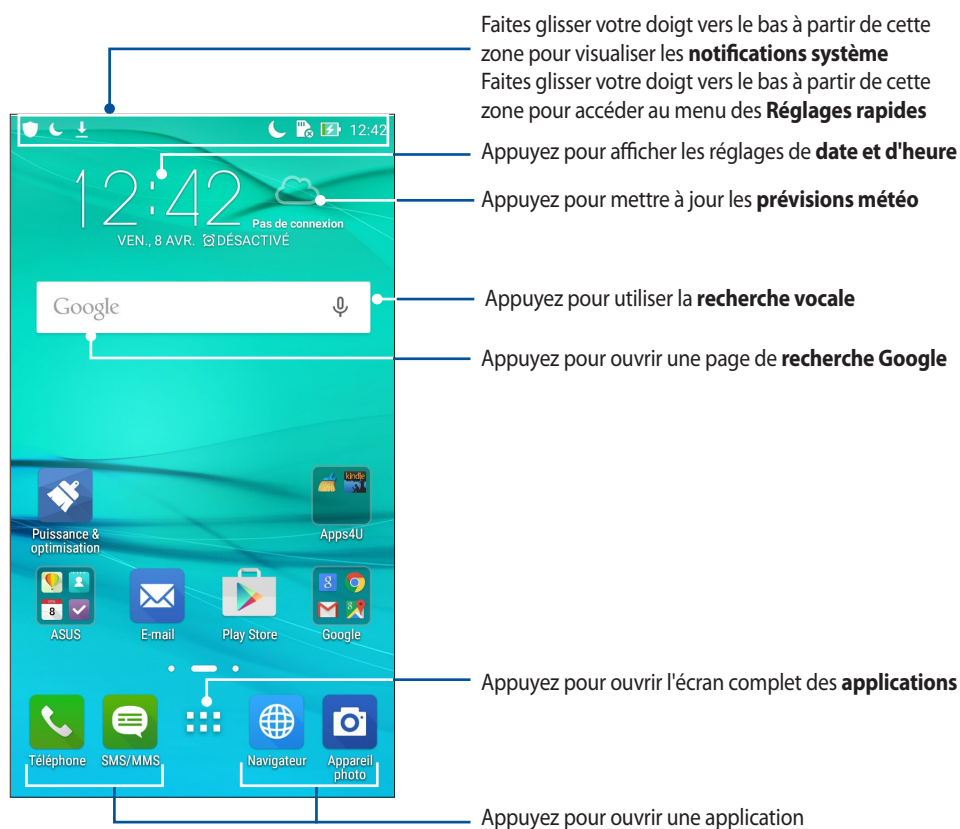 Faites glisser votre doigt vers le bas à partir de cette
zone pour visualiser les notifications système
Faites glisser votre doigt vers le bas à partir de cette
zone pour accéder au menu des Réglages rapides
12:42
Appuyez pour afficher les réglages de date et d'heure
12:42
Appuyez pour mettre à jour les prévisions météo
Pas de connexion
VEN., 8 AVR. DÉSACTIVÉ
Google
Appuyez pour utiliser la recherche vocale
Appuyez pour ouvrir une page de recherche Google
kindle
Puissance &
optimisation
Apps4U
8
8
8
ASUS
E-mail
Play Store
Google
Appuyez pour ouvrir l'écran complet des applications
Téléphone
SMS/MMS
Navigateur
Appareil
photo
Appuyez pour ouvrir une application